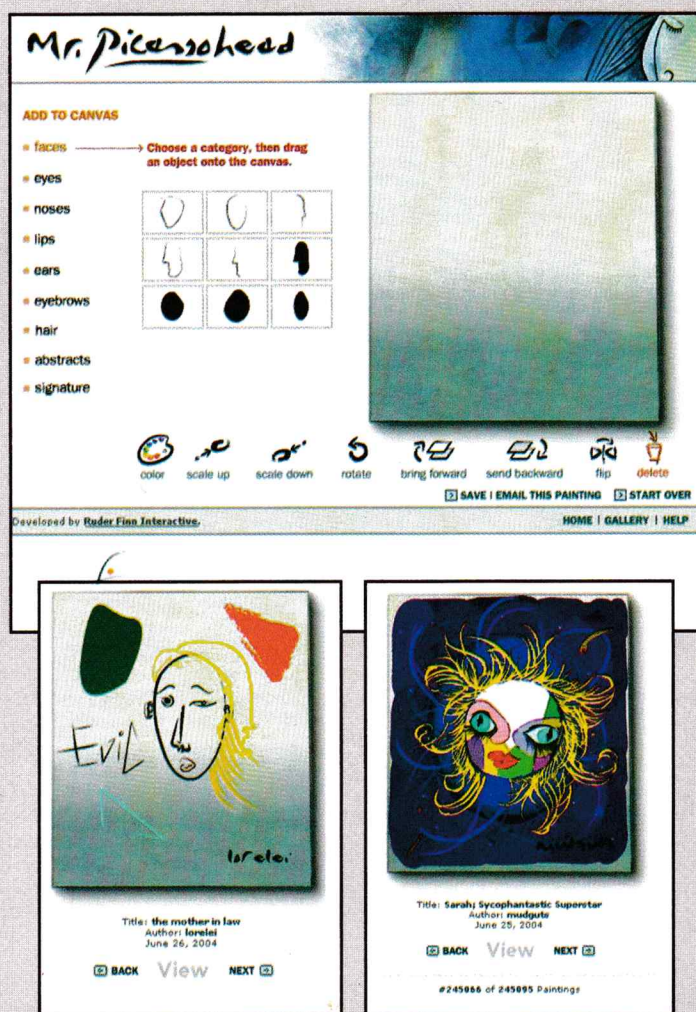 Mr. Picassohead
ADD TO CANVAS
faces
Choose a category, then drag
an object onto the canvas.
eyes
noses
lips
ears
eyebrows
hair
abstracts
signature
color
scale up
scale down
rotate
bring forward
send backward
flip
delete
SAVE | EMAIL THIS PAINTING
START OVER
Developed by Ruder Finn Interactive.
HOME | GALLERY | HELP
EviL
lorelei
Title: the mother in law
Author: lorelei
June 26, 2004
BACK
View
NEXT
mudguts
Title: Sarah; Sycophantastic Superstar
Author: mudguts
June 25, 2004
BACK
View
NEXT
#245066 of 245095 Paintings